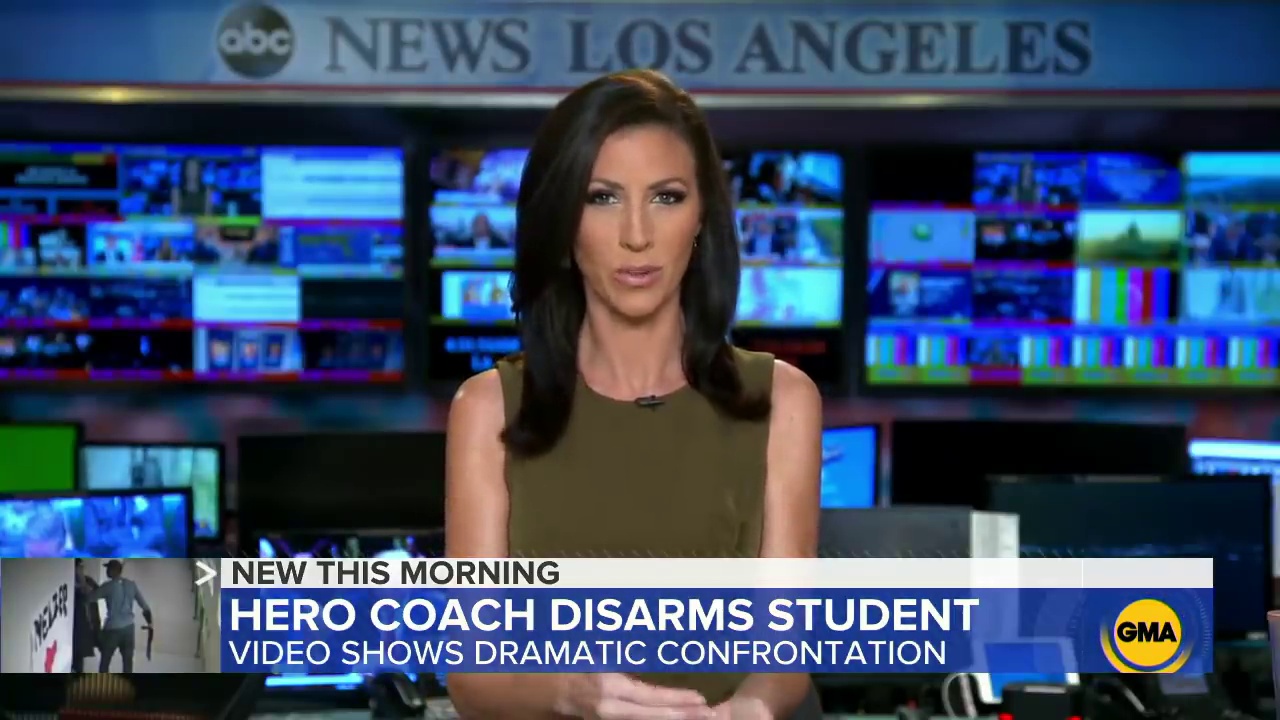 abc NEWS LOS ANGELES
NEW THIS MORNING
HERO COACH DISARMS STUDENT
VIDEO SHOWS DRAMATIC CONFRONTATION
GMA